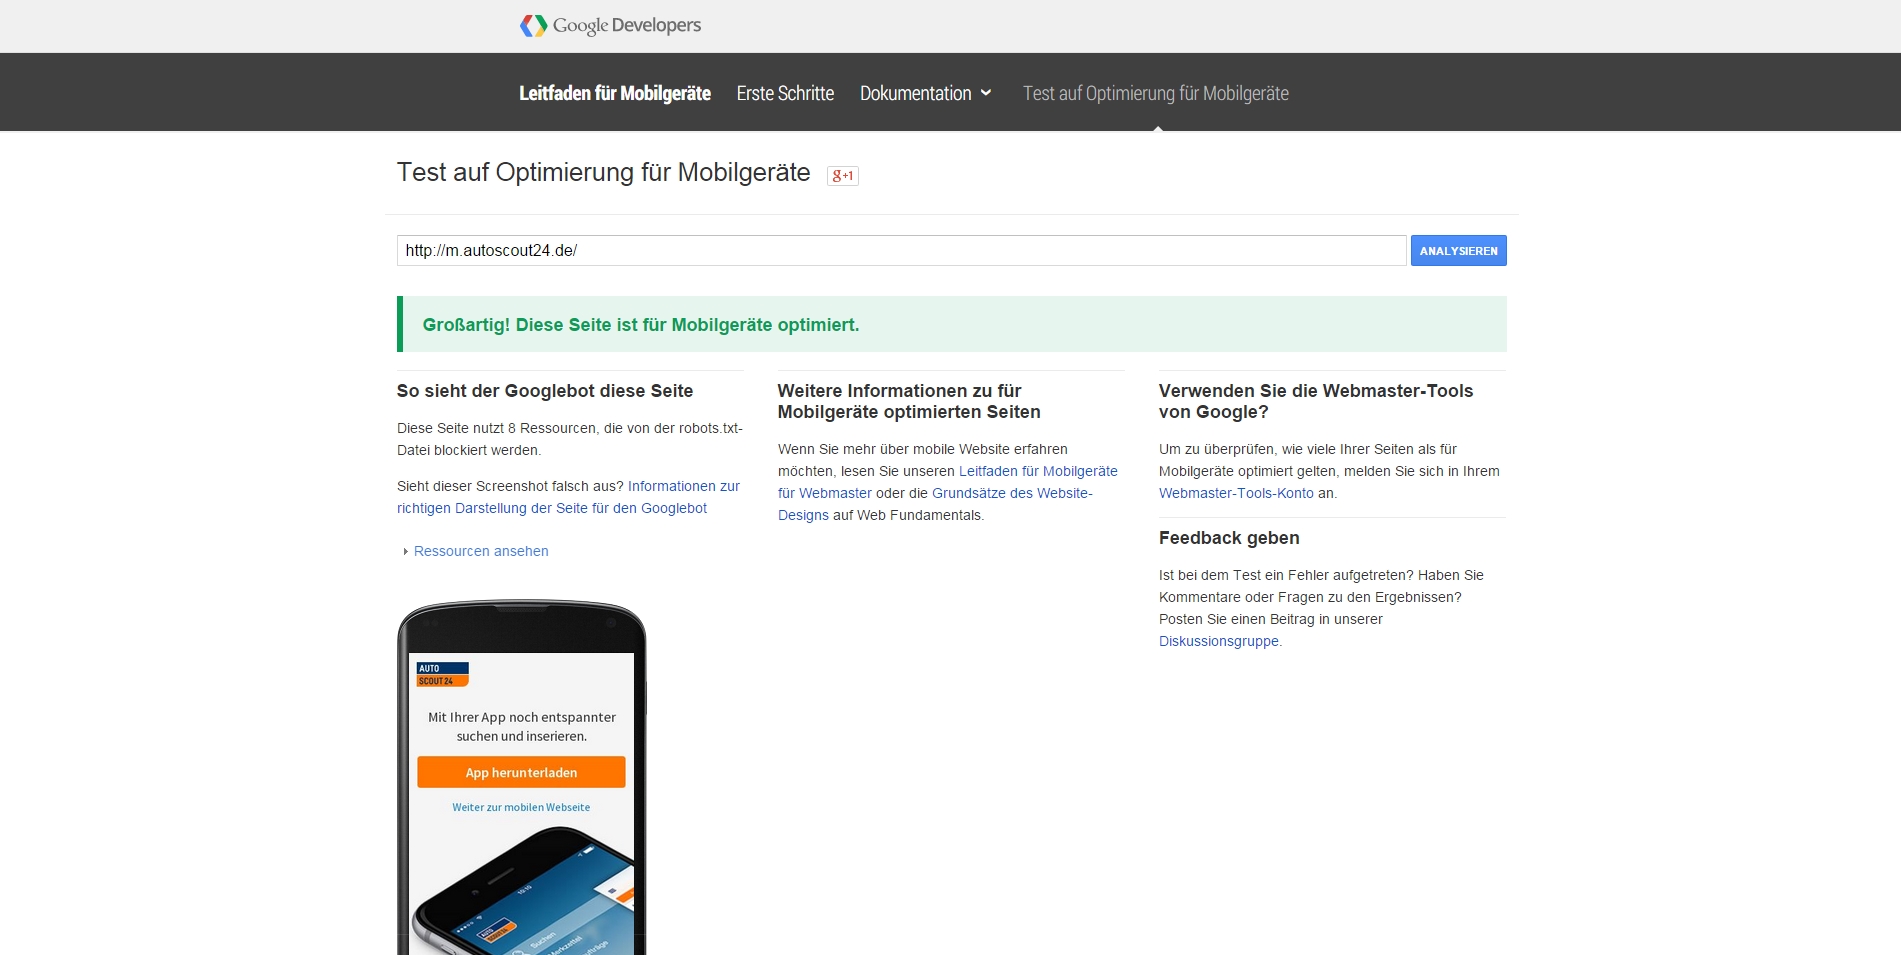 Google Developers
Leitfaden für Mobilgeräte Erste Schritte Dokumentation Test auf Optimierung für Mobilgeräte
Test auf Optimierung für Mobilgeräte g+1
http://m.autoscout24.de/ ANALYSIEREN
Großartig! Diese Seite ist für Mobilgeräte optimiert.
So sieht der Googlebot diese Seite
Diese Seite nutzt 8 Ressourcen, die von der robots.txt-
Datei blockiert werden.
Sieht dieser Screenshot falsch aus? Informationen zur
richtigen Darstellung der Seite für den Googlebot
Ressourcen ansehen
AUTO
SCOUT24
Mit Ihrer App noch entspannter
suchen und inserieren.
App herunterladen
Weiter zur mobilen Webseite
10:10
AUTO
SCOUT24
Suchen
Merkzettel
Weitere Informationen zu für
Mobilgeräte optimierten Seiten
Wenn Sie mehr über mobile Website erfahren
möchten, lesen Sie unseren Leitfaden für Mobilgeräte
für Webmaster oder die Grundsätze des Website-
Designs auf Web Fundamentals.
Verwenden Sie die Webmaster-Tools
von Google?
Um zu überprüfen, wie viele Ihrer Seiten als für
Mobilgeräte optimiert gelten, melden Sie sich in Ihrem
Webmaster-Tools-Konto an.
Feedback geben
Ist bei dem Test ein Fehler aufgetreten? Haben Sie
Kommentare oder Fragen zu den Ergebnissen?
Posten Sie einen Beitrag in unserer
Diskussionsgruppe.